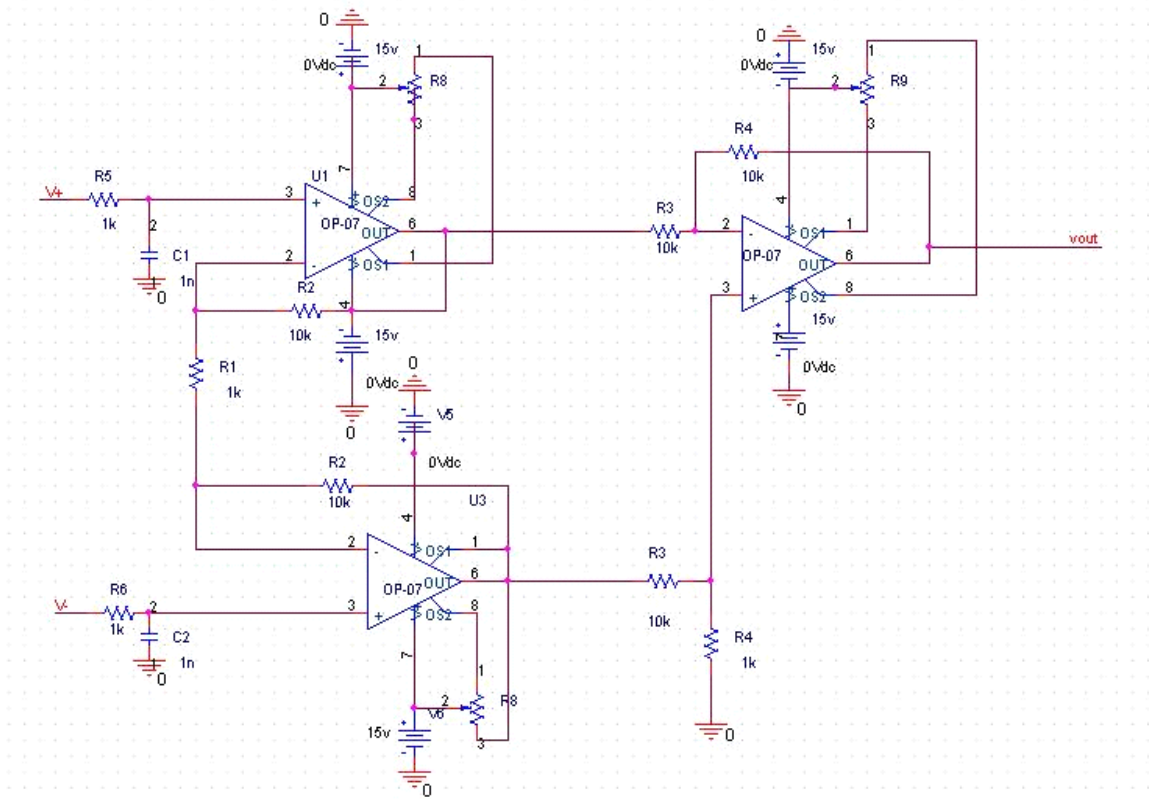 0
15v
0Vdc
1
2
R8
3
7
R5
V+
1k
2
C1
1n
1
0
U1
3
+
OS2
8
OP-07
OUT
6
2
-
OS1
1
R2
10k
4
15v
0
R1
1k
0
0Vdc
V5
0Vdc
R2
10k
U3
4
2
-
OS1
1
OP-07
OUT
6
3
+
OS2
8
7
R6
V-
1k
2
C2
1n
1
0
1
2
R8
V6
3
15v
0
0
15v
0Vdc
1
2
R9
3
R4
10k
4
R3
10k
2
-
OS1
1
OP-07
OUT
6
vout
3
+
OS2
8
15v
7
0Vdc
0
R3
10k
R4
1k
0